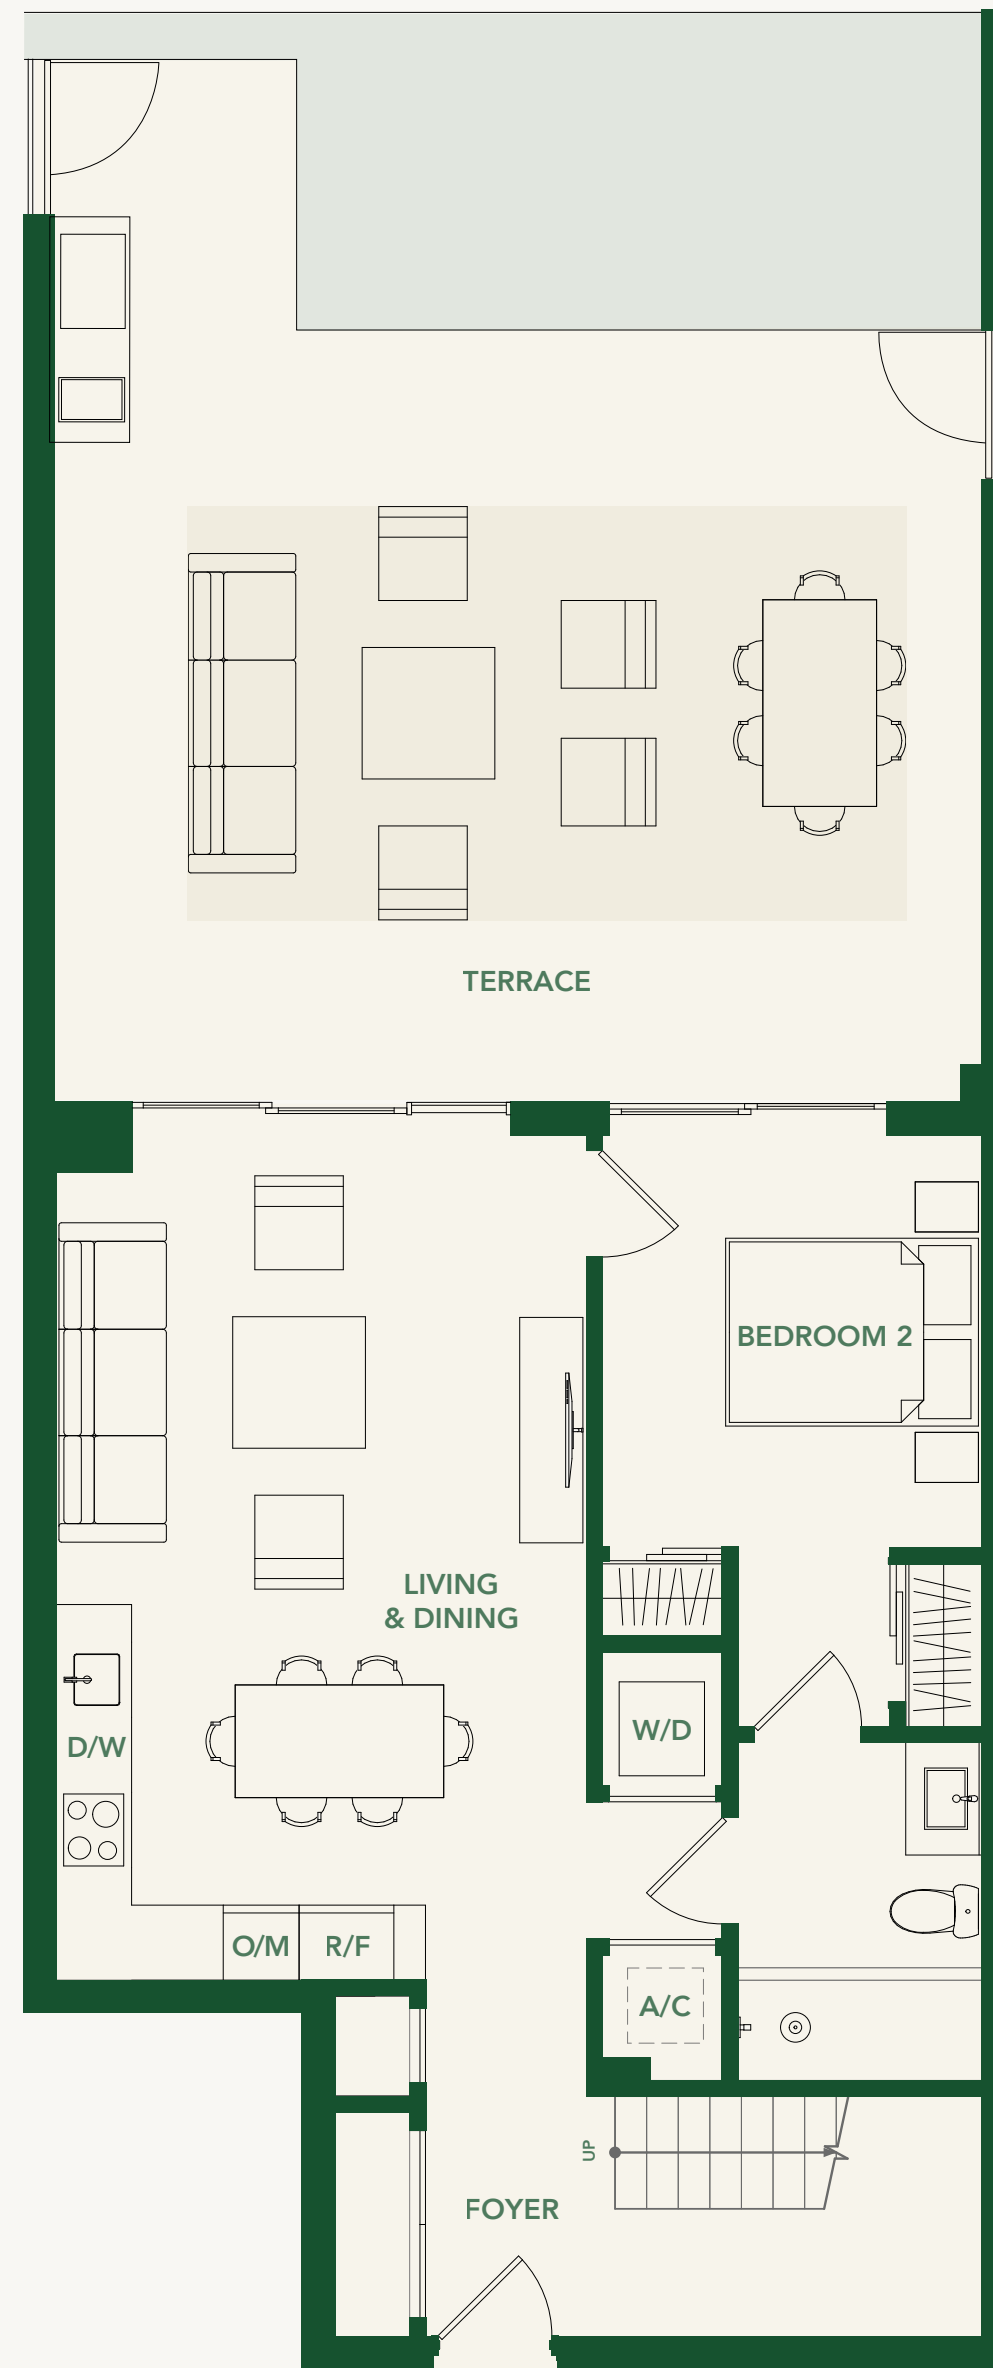 TERRACE
BEDROOM 2
LIVING
& DINING
W/D
D/W
O/M
R/F
A/C
UP
FOYER